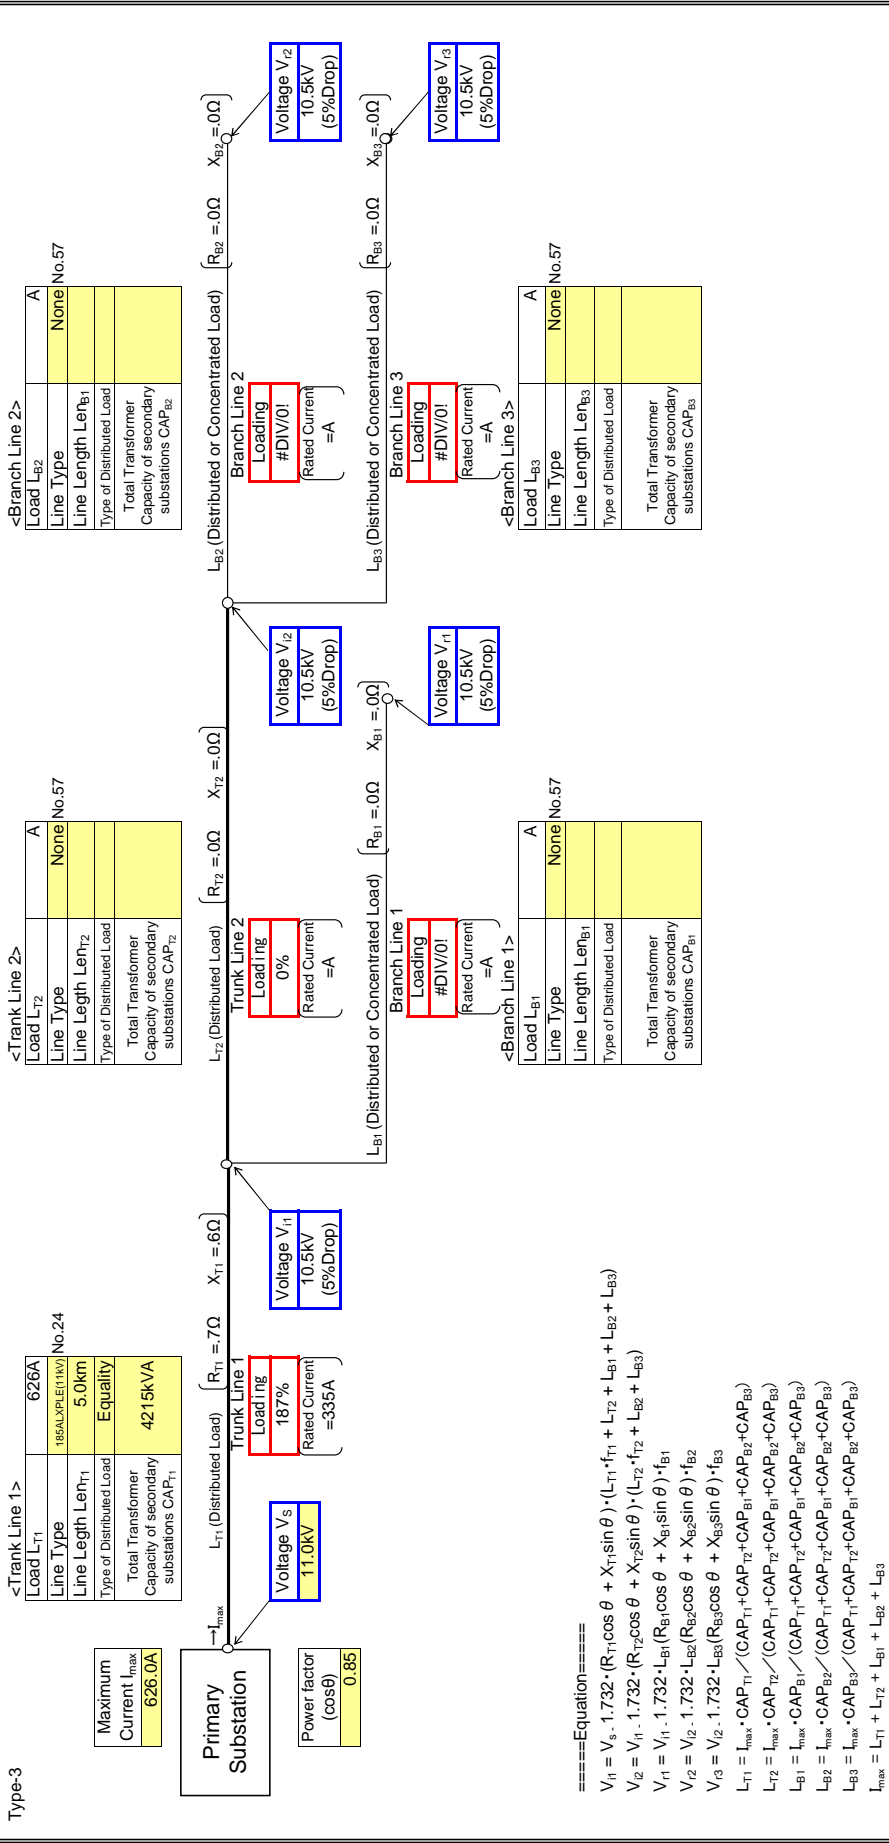 Type-3
<Trank Line 1>
Load L_T1 626A
Line Type 185ALXPLE(11kV) No.24
Line Legth Len_T1 5.0km
Type of Distributed Load Equality
Total Transformer
Capacity of secondary
substations CAP_T1
4215kVA
<Trank Line 2>
Load L_T2 A
Line Type None No.57
Line Legth Len_T2
Type of Distributed Load
Total Transformer
Capacity of secondary
substations CAP_T2
<Branch Line 2>
Load L_B2 A
Line Type None No.57
Line Length Len_B1
Type of Distributed Load
Total Transformer
Capacity of secondary
substations CAP_B2
Maximum
Current I_max
626.0A
Primary
Substation
Power factor
(cosθ)
0.85
→I_max
Voltage V_S
11.0kV
L_T1 (Distributed Load)
R_T1 =.7Ω X_T1 =.6Ω
Trunk Line 1
Loading
187%
Rated Current
=335A
Voltage V_i1
10.5kV
(5%Drop)
L_T2 (Distributed Load)
R_T2 =.0Ω X_T2 =.0Ω
Trunk Line 2
Loading
0%
Rated Current
=A
Voltage V_i2
10.5kV
(5%Drop)
L_B2 (Distributed or Concentrated Load)
R_B2 =.0Ω X_B2 =.0Ω
Branch Line 2
Loading
#DIV/0!
Rated Current
=A
Voltage V_r2
10.5kV
(5%Drop)
L_B1 (Distributed or Concentrated Load)
R_B1 =.0Ω X_B1 =.0Ω
Branch Line 1
Loading
#DIV/0!
Rated Current
=A
Voltage V_r1
10.5kV
(5%Drop)
L_B3 (Distributed or Concentrated Load)
R_B3 =.0Ω X_B3 =.0Ω
Branch Line 3
Loading
#DIV/0!
Rated Current
=A
Voltage V_r3
10.5kV
(5%Drop)
<Branch Line 1>
Load L_B1 A
Line Type None No.57
Line Length Len_B1
Type of Distributed Load
Total Transformer
Capacity of secondary
substations CAP_B1
<Branch Line 3>
Load L_B3 A
Line Type None No.57
Line Length Len_B3
Type of Distributed Load
Total Transformer
Capacity of secondary
substations CAP_B3
=====Equation=====
V_i1 = V_s - 1.732•(R_T1cosθ + X_T1sinθ)•(L_T1•f_T1 + L_T2 + L_B1 + L_B2 + L_B3)
V_i2 = V_i1 - 1.732•(R_T2cosθ + X_T2sinθ)•(L_T2•f_T2 + L_B2 + L_B3)
V_r1 = V_i1 - 1.732•L_B1(R_B1cosθ + X_B1sinθ)•f_B1
V_r2 = V_i2 - 1.732•L_B2(R_B2cosθ + X_B2sinθ)•f_B2
V_r3 = V_i2 - 1.732•L_B3(R_B3cosθ + X_B3sinθ)•f_B3
L_T1 = I_max•CAP_T1／(CAP_T1+CAP_T2+CAP_B1+CAP_B2+CAP_B3)
L_T2 = I_max•CAP_T2／(CAP_T1+CAP_T2+CAP_B1+CAP_B2+CAP_B3)
L_B1 = I_max•CAP_B1／(CAP_T1+CAP_T2+CAP_B1+CAP_B2+CAP_B3)
L_B2 = I_max•CAP_B2／(CAP_T1+CAP_T2+CAP_B1+CAP_B2+CAP_B3)
L_B3 = I_max•CAP_B3／(CAP_T1+CAP_T2+CAP_B1+CAP_B2+CAP_B3)
I_max = L_T1 + L_T2 + L_B1 + L_B2 + L_B3